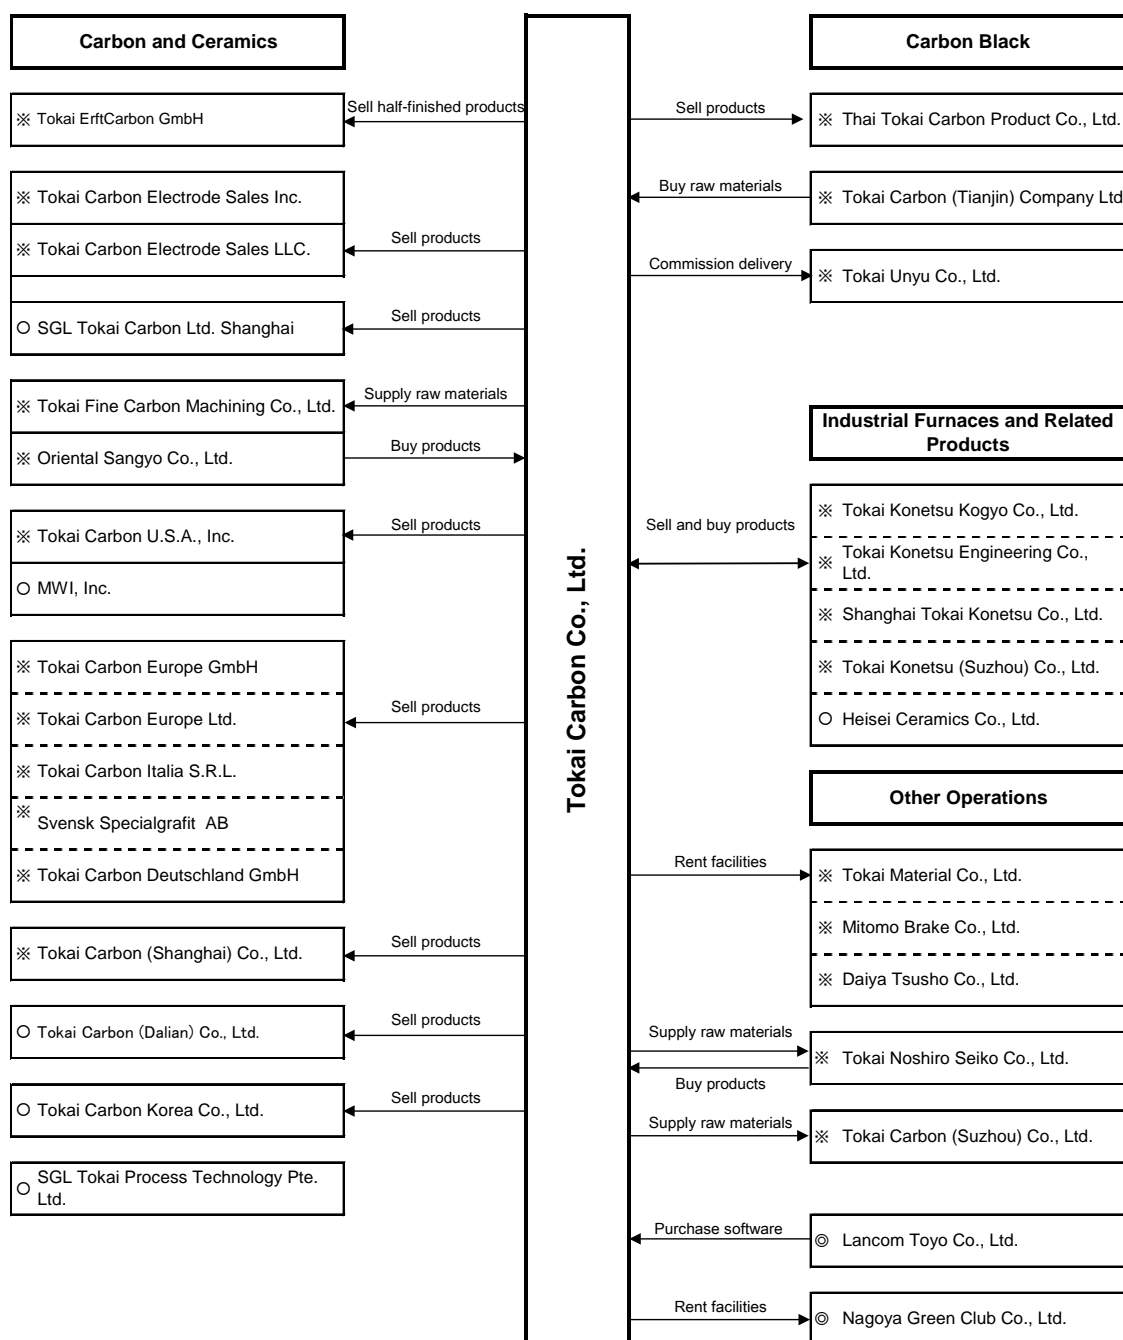 Carbon and Ceramics
※ Tokai ErftCarbon GmbH
Sell half-finished products
※ Tokai Carbon Electrode Sales Inc.
※ Tokai Carbon Electrode Sales LLC.
Sell products
○ SGL Tokai Carbon Ltd. Shanghai
Sell products
※ Tokai Fine Carbon Machining Co., Ltd.
Supply raw materials
※ Oriental Sangyo Co., Ltd.
Buy products
※ Tokai Carbon U.S.A., Inc.
Sell products
○ MWI, Inc.
※ Tokai Carbon Europe GmbH
※ Tokai Carbon Europe Ltd.
Sell products
※ Tokai Carbon Italia S.R.L.
※ Svensk Specialgrafit AB
※ Tokai Carbon Deutschland GmbH
※ Tokai Carbon (Shanghai) Co., Ltd.
Sell products
○ Tokai Carbon (Dalian) Co., Ltd.
Sell products
○ Tokai Carbon Korea Co., Ltd.
Sell products
○ SGL Tokai Process Technology Pte.
Ltd.
Tokai Carbon Co., Ltd.
Carbon Black
Sell products
※ Thai Tokai Carbon Product Co., Ltd.
Buy raw materials
※ Tokai Carbon (Tianjin) Company Ltd
Commission delivery
※ Tokai Unyu Co., Ltd.
Industrial Furnaces and Related
Products
Sell and buy products
※ Tokai Konetsu Kogyo Co., Ltd.
※ Tokai Konetsu Engineering Co.,
Ltd.
※ Shanghai Tokai Konetsu Co., Ltd.
※ Tokai Konetsu (Suzhou) Co., Ltd.
○ Heisei Ceramics Co., Ltd.
Other Operations
Rent facilities
※ Tokai Material Co., Ltd.
※ Mitomo Brake Co., Ltd.
※ Daiya Tsusho Co., Ltd.
Supply raw materials
※ Tokai Noshiro Seiko Co., Ltd.
Buy products
Supply raw materials
※ Tokai Carbon (Suzhou) Co., Ltd.
Purchase software
◎ Lancom Toyo Co., Ltd.
Rent facilities
◎ Nagoya Green Club Co., Ltd.